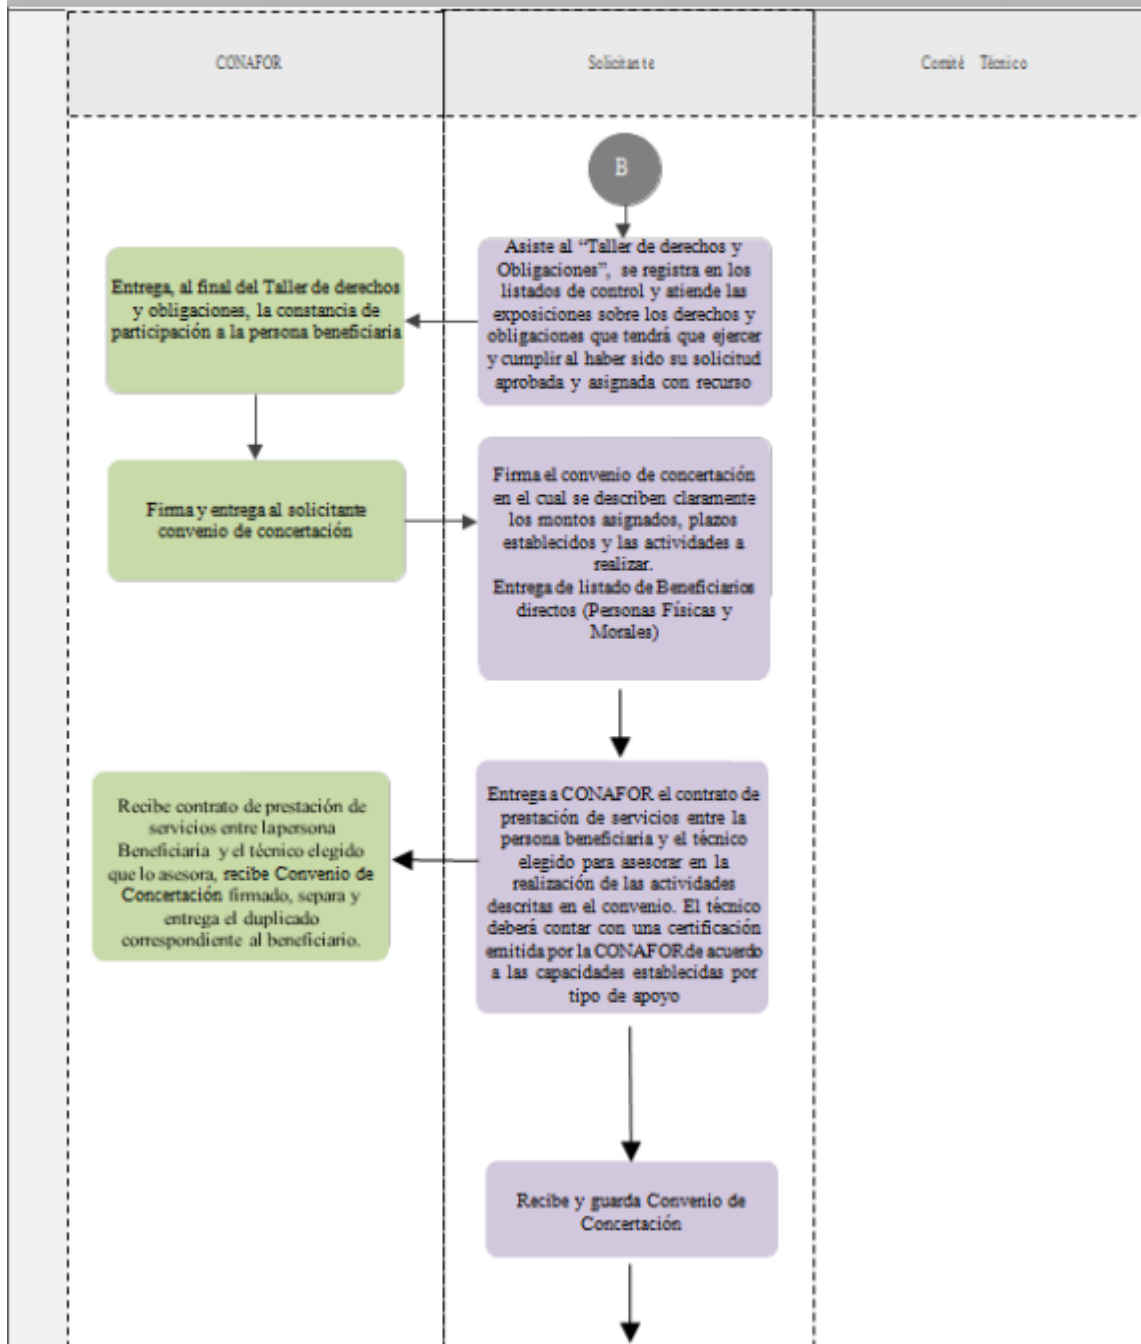 CONAFOR
Solicitante
Comité Técnico
B
Asiste al “Taller de derechos y
Obligaciones”, se registra en los
listados de control y atiende las
exposiciones sobre los derechos y
obligaciones que tendrá que ejercer
y cumplir al haber sido su solicitud
aprobada y asignada con recurso
Entrega, al final del Taller de derechos
y obligaciones, la constancia de
participación a la persona beneficiaria
Firma y entrega al solicitante
convenio de concertación
Firma el convenio de concertación
en el cual se describen claramente
los montos asignados, plazos
establecidos y las actividades a
realizar.
Entrega de listado de Beneficiarios
directos (Personas Físicas y
Morales)
Entrega a CONAFOR el contrato de
prestación de servicios entre la
persona beneficiaria y el técnico
elegido para asesorar en la
realización de las actividades
descritas en el convenio. El técnico
deberá contar con una certificación
emitida por la CONAFOR de acuerdo
a las capacidades establecidas por
tipo de apoyo
Recibe contrato de prestación de
servicios entre lapersona
Beneficiaria y el técnico elegido
que lo asesora, recibe Convenio de
Concertación firmado, separa y
entrega el duplicado
correspondiente al beneficiario.
Recibe y guarda Convenio de
Concertación